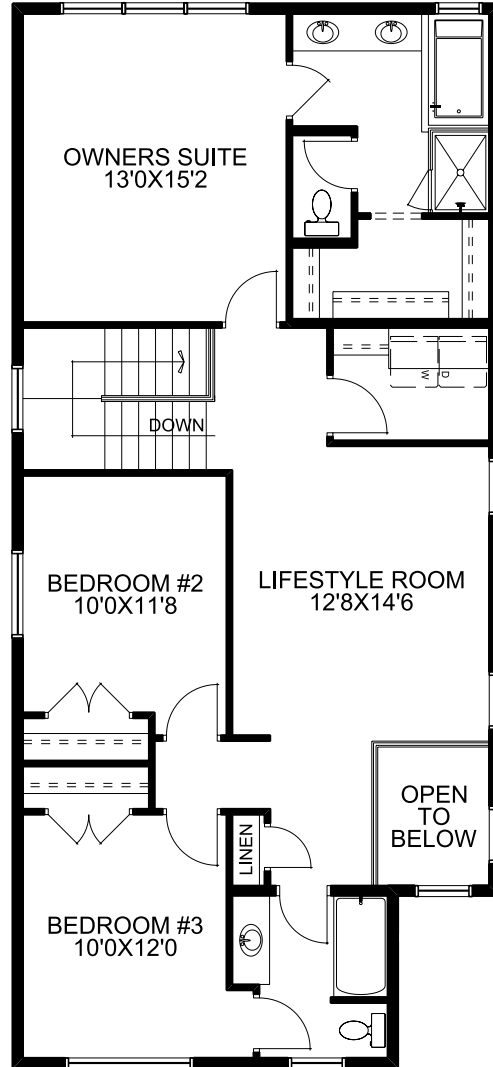 OWNERS SUITE
13'0X15'2
D
W
DOWN
BEDROOM #2
10'0X11'8
LIFESTYLE ROOM
12'8X14'6
OPEN
TO
BELOW
LINEN
BEDROOM #3
10'0X12'0